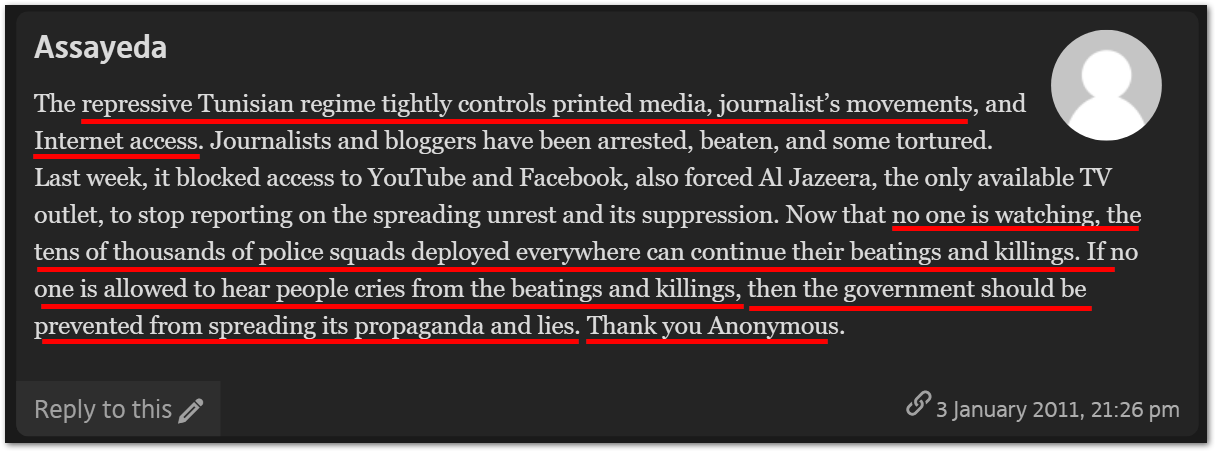 Assayeda
The repressive Tunisian regime tightly controls printed media, journalist’s movements, and
Internet access. Journalists and bloggers have been arrested, beaten, and some tortured.
Last week, it blocked access to YouTube and Facebook, also forced Al Jazeera, the only available TV
outlet, to stop reporting on the spreading unrest and its suppression. Now that no one is watching, the
tens of thousands of police squads deployed everywhere can continue their beatings and killings. If no
one is allowed to hear people cries from the beatings and killings, then the government should be
prevented from spreading its propaganda and lies. Thank you Anonymous.
Reply to this
3 January 2011, 21:26 pm